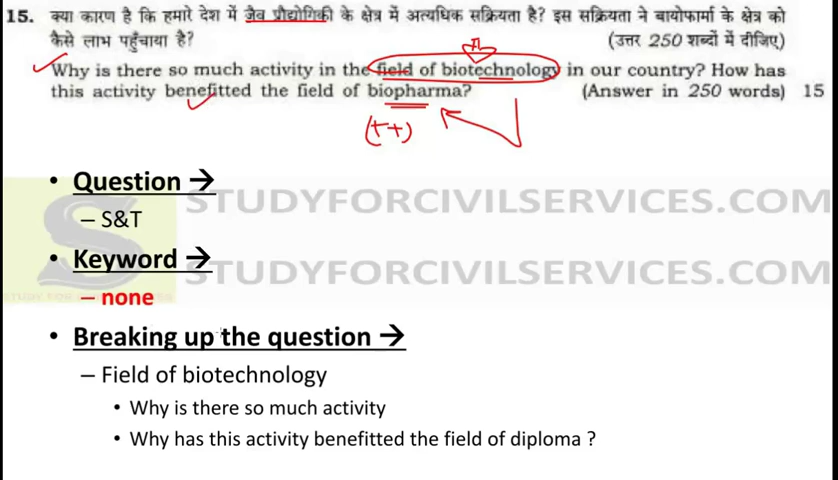 15. क्या कारण है कि हमारे देश में जैव प्रौद्योगिकी के क्षेत्र में अत्यधिक सक्रियता है? इस सक्रियता ने बायोफार्मा के क्षेत्र को
कैसे लाभ पहुँचाया है? (उत्तर 250 शब्दों में दीजिए)
Why is there so much activity in the field of biotechnology in our country? How has
this activity benefitted the field of biopharma? (Answer in 250 words) 15
(++)
• Question →
– S&T
STUDYFORCIVILSERVICES.COM
• Keyword →
STUDYFORCIVILSERVICES.COM
– none
• Breaking up the question →
– Field of biotechnology
• Why is there so much activity
• Why has this activity benefitted the field of diploma ?